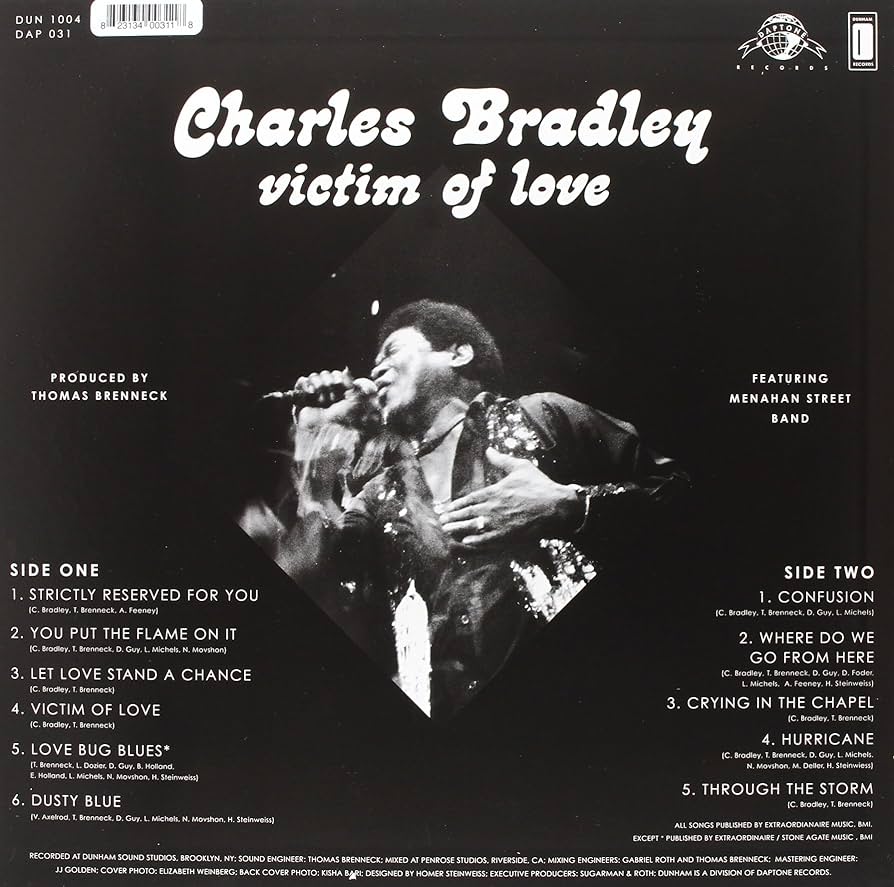 DUN 1004
DAP 031
8 23134 00311 8
DAPTONE
RECORDS
DUNHAM
RECORDS
Charles Bradley
victim of love
PRODUCED BY
THOMAS BRENNECK
FEATURING
MENAHAN STREET
BAND
SIDE ONE
1. STRICTLY RESERVED FOR YOU
(C. Bradley, T. Brenneck, A. Feeney)
2. YOU PUT THE FLAME ON IT
(C. Bradley, T. Brenneck, D. Guy, L. Michels, N. Movshon)
3. LET LOVE STAND A CHANCE
(C. Bradley, T. Brenneck)
4. VICTIM OF LOVE
(C. Bradley, T. Brenneck)
5. LOVE BUG BLUES*
(T. Brenneck, L. Dozier, D. Guy, B. Holland,
E. Holland, L. Michels, N. Movshon, H. Steinweiss)
6. DUSTY BLUE
(V. Axelrod, T. Brenneck, D. Guy, L. Michels, N. Movshon, H. Steinweiss)
SIDE TWO
1. CONFUSION
(C. Bradley, T. Brenneck, D. Guy, L. Michels)
2. WHERE DO WE
GO FROM HERE
(C. Bradley, T. Brenneck, D. Guy, D. Foder,
L. Michels, A. Feeney, H. Steinweiss)
3. CRYING IN THE CHAPEL
(C. Bradley, T. Brenneck)
4. HURRICANE
(C. Bradley, T. Brenneck, D. Guy, L. Michels,
N. Movshon, M. Deller, H. Steinwiess)
5. THROUGH THE STORM
(C. Bradley, T. Brenneck)
ALL SONGS PUBLISHED BY EXTRAORDIANAIRE MUSIC, BMI.
EXCEPT * PUBLISHED BY EXTRAORDINAIRE / STONE AGATE MUSIC , BMI
RECORDED AT DUNHAM SOUND STUDIOS, BROOKLYN, NY; SOUND ENGINEER: THOMAS BRENNECK; MIXED AT PENROSE STUDIOS, RIVERSIDE, CA; MIXING ENGINEERS: GABRIEL ROTH AND THOMAS BRENNECK; MASTERING ENGINEER:
JJ GOLDEN; COVER PHOTO: ELIZABETH WEINBERG; BACK COVER PHOTO; KISHA BARI; DESIGNED BY HOMER STEINWEISS; EXECUTIVE PRODUCERS: SUGARMAN & ROTH; DUNHAM IS A DIVISION OF DAPTONE RECORDS.